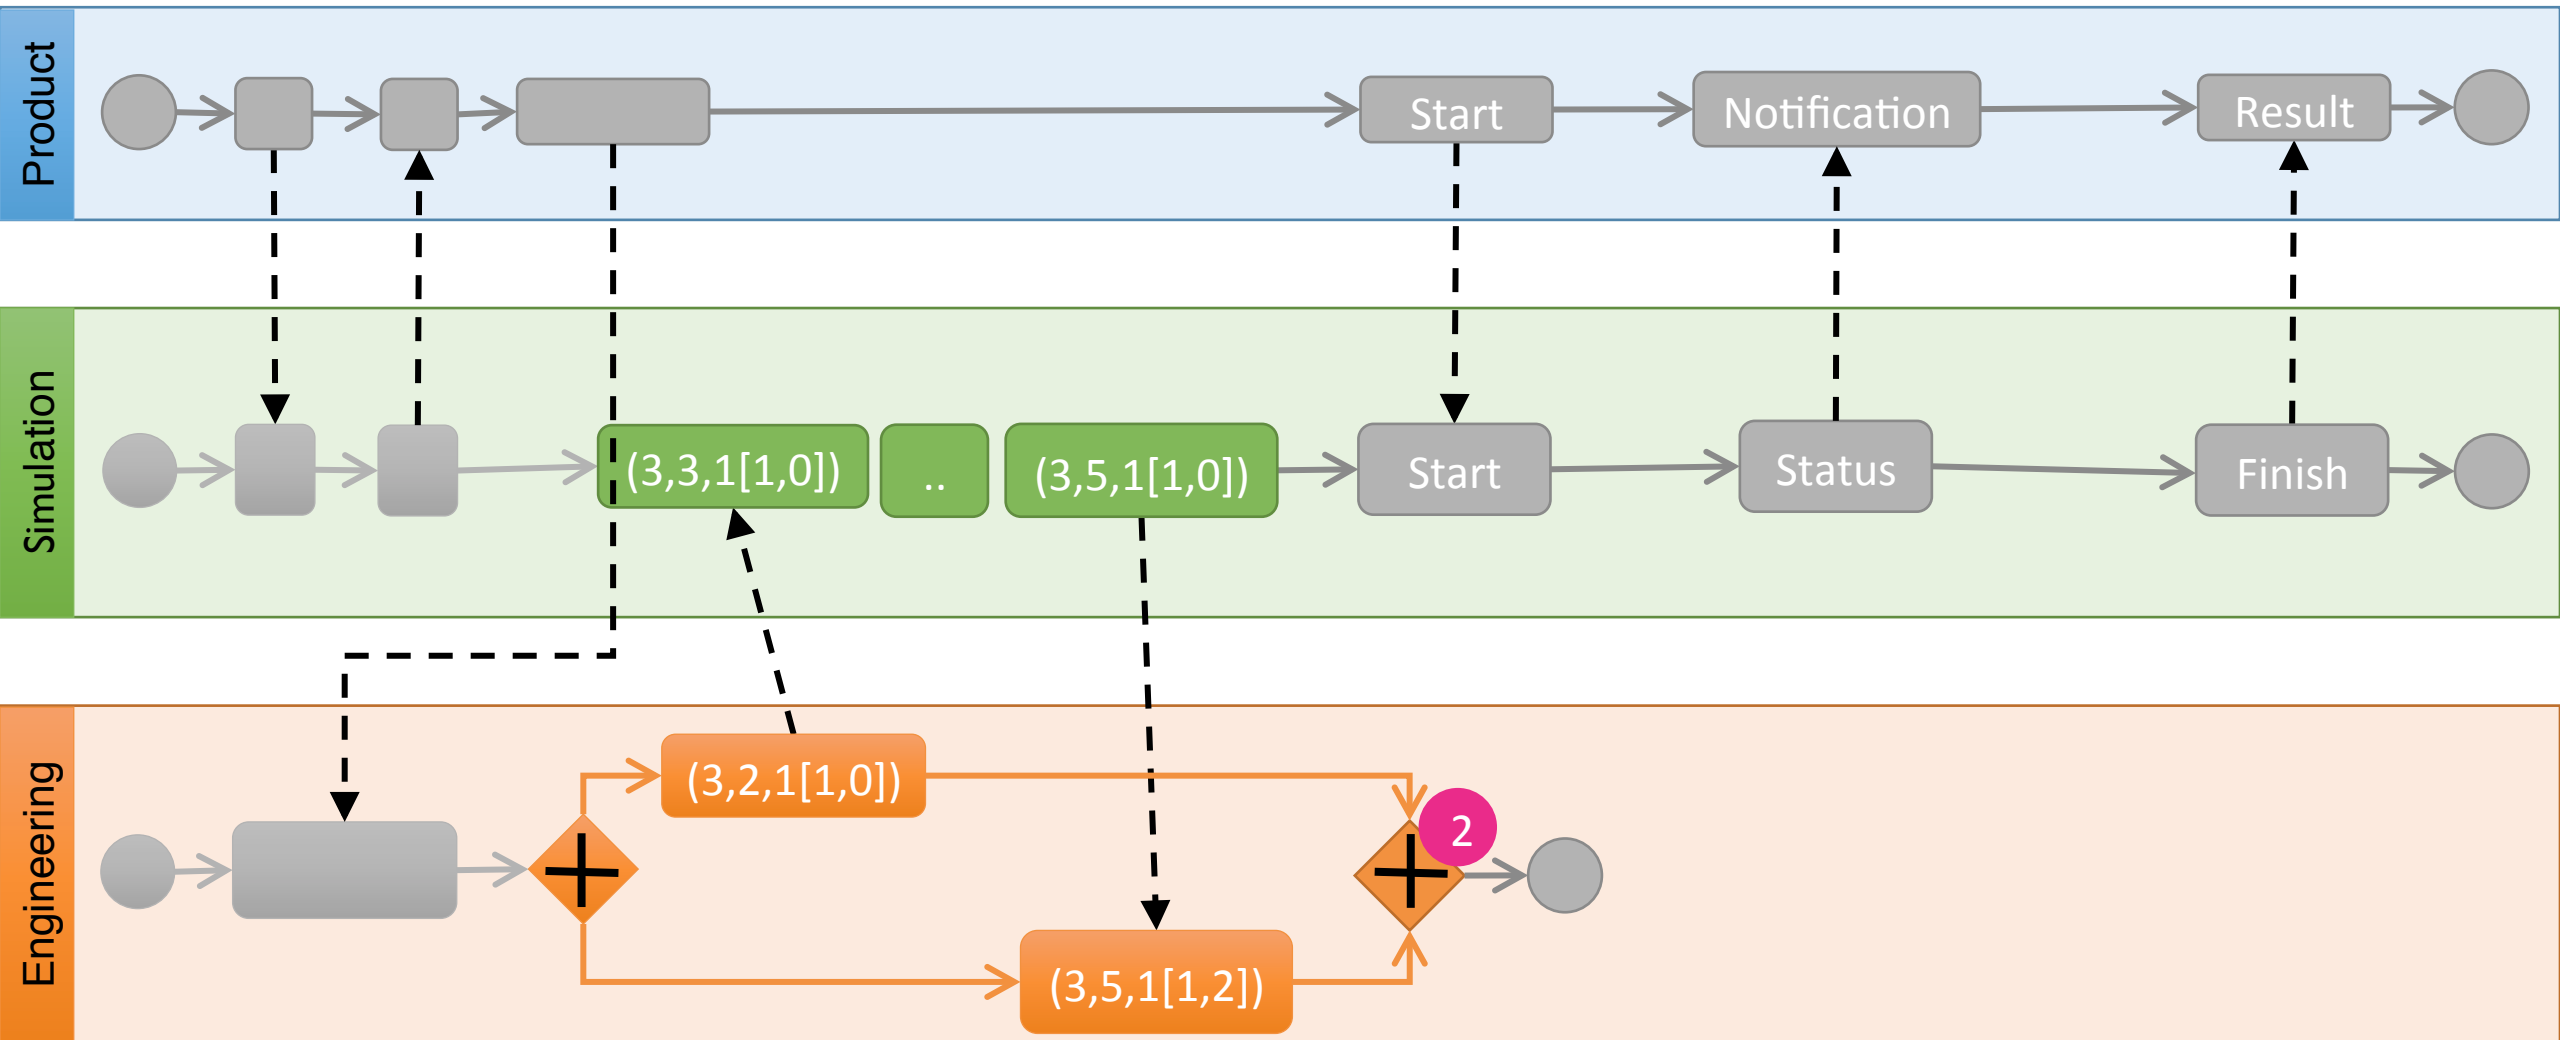 Product
Start
Notification
Result
Simulation
(3,3,1[1,0])
..
(3,5,1[1,0])
Start
Status
Finish
Engineering
(3,2,1[1,0])
2
(3,5,1[1,2])